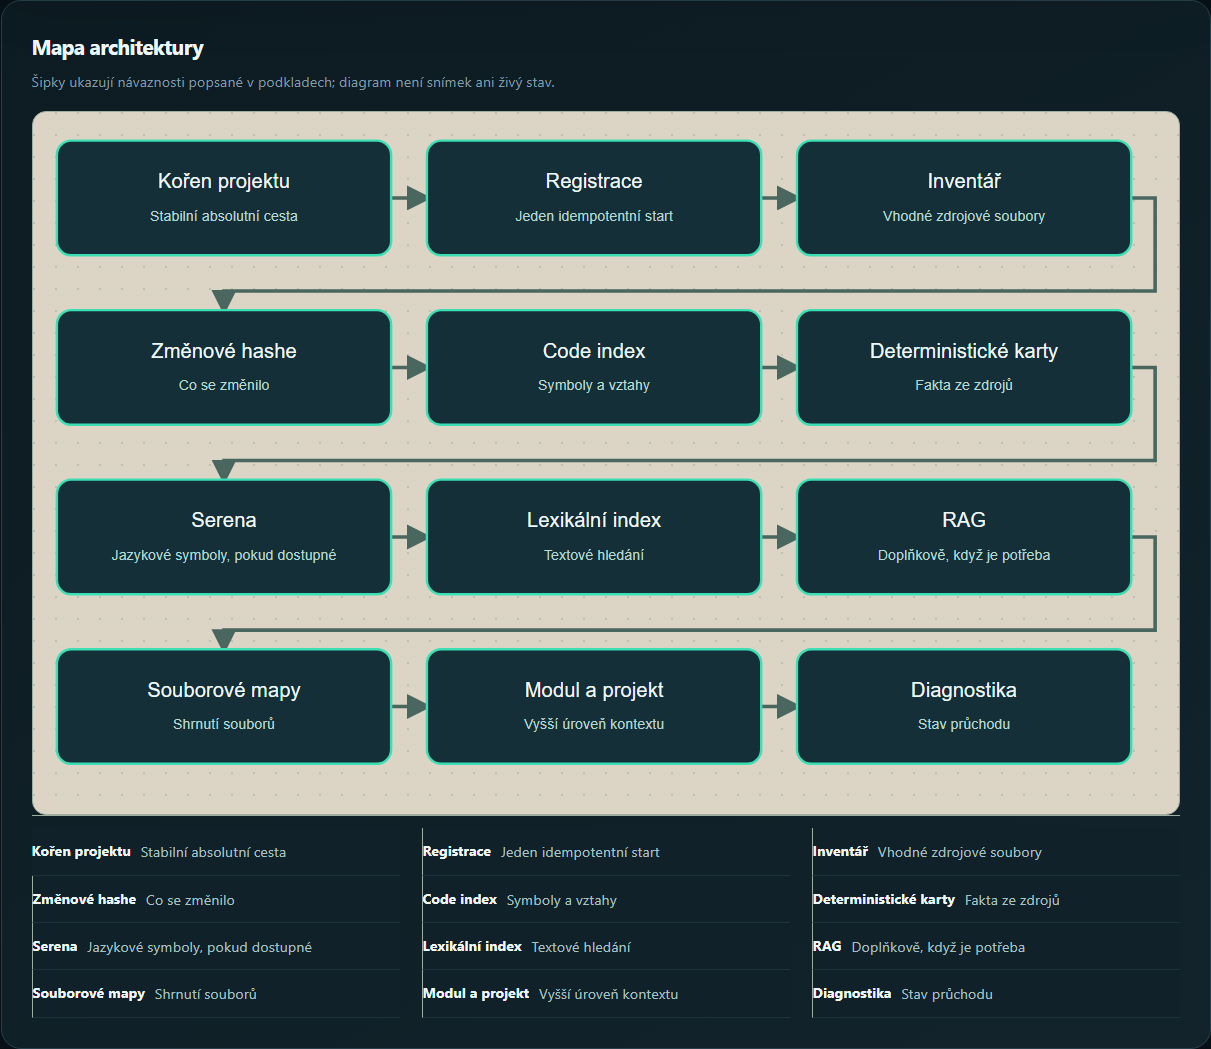 Mapa architektury
Šipky ukazují návaznosti popsané v podkladech; diagram není snímek ani živý stav.
Kořen projektu
Stabilní absolutní cesta
Registrace
Jeden idempotentní start
Inventář
Vhodné zdrojové soubory
Změnové hashe
Co se změnilo
Code index
Symboly a vztahy
Deterministické karty
Fakta ze zdrojů
Serena
Jazykové symboly, pokud dostupné
Lexikální index
Textové hledání
RAG
Doplňkově, když je potřeba
Souborové mapy
Shrnutí souborů
Modul a projekt
Vyšší úroveň kontextu
Diagnostika
Stav průchodu
Kořen projektu Stabilní absolutní cesta
Registrace Jeden idempotentní start
Inventář Vhodné zdrojové soubory
Změnové hashe Co se změnilo
Code index Symboly a vztahy
Deterministické karty Fakta ze zdrojů
Serena Jazykové symboly, pokud dostupné
Lexikální index Textové hledání
RAG Doplňkově, když je potřeba
Souborové mapy Shrnutí souborů
Modul a projekt Vyšší úroveň kontextu
Diagnostika Stav průchodu